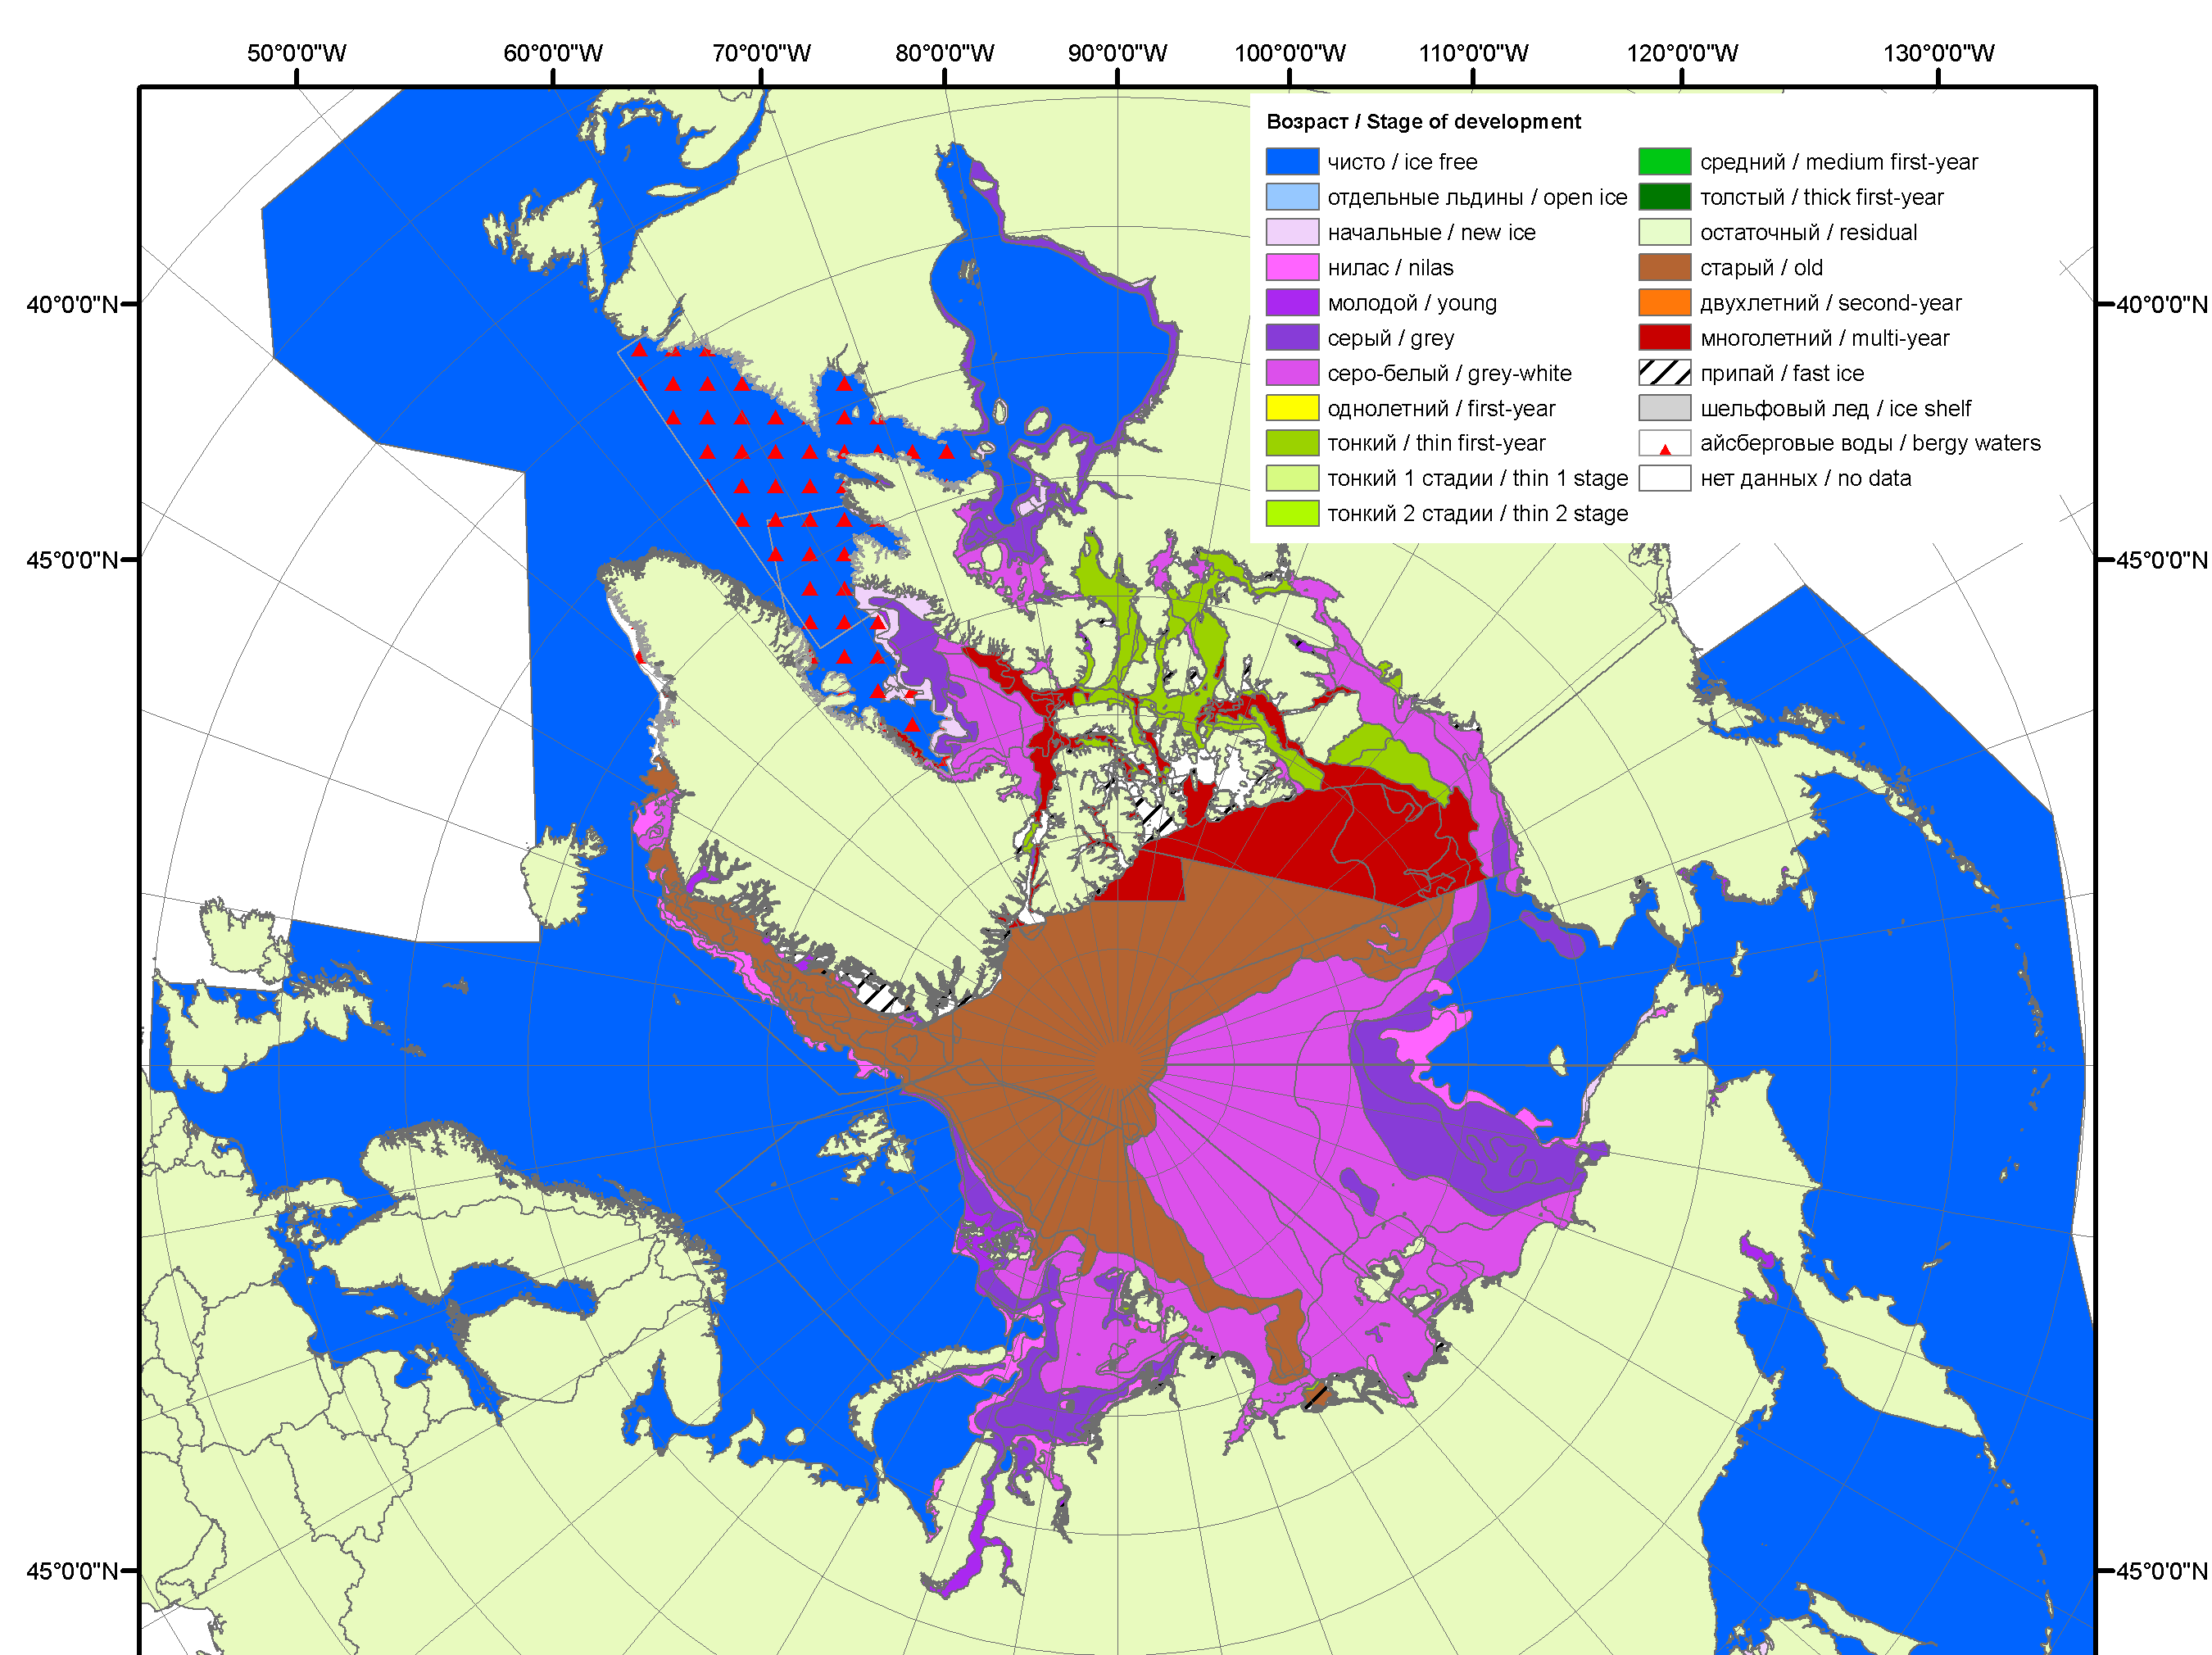 50°0'0"W 60°0'0"W 70°0'0"W 80°0'0"W 90°0'0"W 100°0'0"W 110°0'0"W 120°0'0"W 130°0'0"W
Возраст / Stage of development
чисто / ice free
отдельные льдины / open ice
начальные / new ice
нилас / nilas
молодой / young
серый / grey
серо-белый / grey-white
однолетний / first-year
тонкий / thin first-year
тонкий 1 стадии / thin 1 stage
тонкий 2 стадии / thin 2 stage
средний / medium first-year
толстый / thick first-year
остаточный / residual
старый / old
двухлетний / second-year
многолетний / multi-year
припай / fast ice
шельфовый лед / ice shelf
айсберговые воды / bergy waters
нет данных / no data
40°0'0"N 40°0'0"N
45°0'0"N 45°0'0"N
45°0'0"N 45°0'0"N